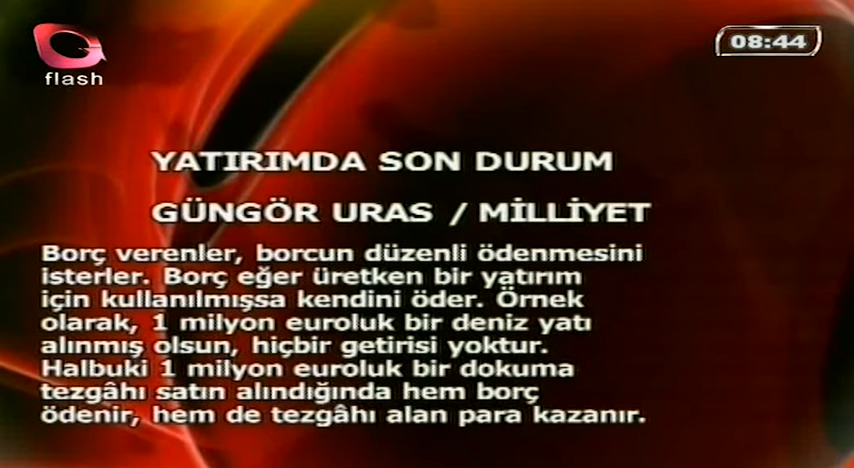 flash
08:44
YATIRIMDA SON DURUM
GÜNGÖR URAS / MİLLİYET
Borç verenler, borcun düzenli ödenmesini
isterler. Borç eğer üretken bir yatırım
için kullanılmışsa kendini öder. Örnek
olarak, 1 milyon euroluk bir deniz yatı
alınmış olsun, hiçbir getirisi yoktur.
Halbuki 1 milyon euroluk bir dokuma
tezgâhı satın alındığında hem borç
ödenir, hem de tezgâhı alan para kazanır.